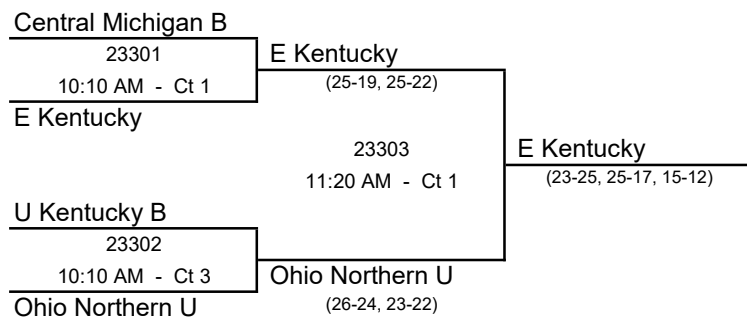 Central Michigan B
23301
10:10 AM - Ct 1
E Kentucky
E Kentucky
(25-19, 25-22)
23303
11:20 AM - Ct 1
E Kentucky
(23-25, 25-17, 15-12)
U Kentucky B
23302
10:10 AM - Ct 3
Ohio Northern U
Ohio Northern U
(26-24, 23-22)